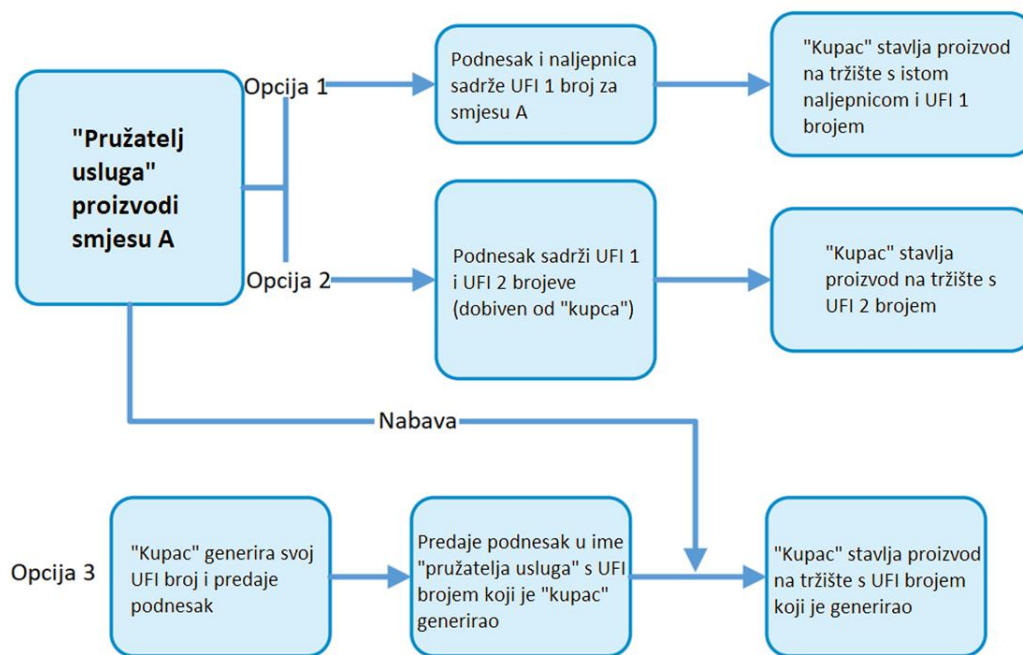 "Pružatelj
usluga"
proizvodi
smjesu A
Opcija 1
Podnesak i naljepnica
sadrže UFI 1 broj za
smjesu A
"Kupac" stavlja proizvod
na tržište s istom
naljepnicom i UFI 1
brojem
Opcija 2
Podnesak sadrži UFI 1
i UFI 2 brojeve
(dobiven od "kupca")
"Kupac" stavlja
proizvod na tržište s
UFI 2 brojem
Nabava
Opcija 3
"Kupac" generira svoj
UFI broj i predaje
podnesak
Predaje podnesak u ime
"pružatelja usluga" s UFI
brojem koji je "kupac"
generirao
"Kupac" stavlja proizvod
na tržište s UFI brojem
koji je generirao